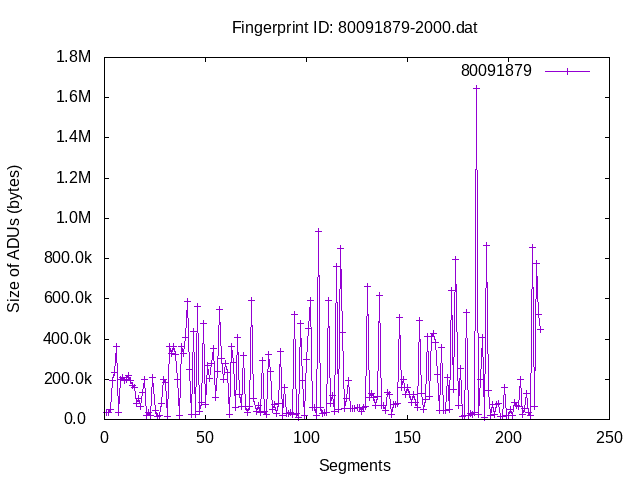 Fingerprint ID: 80091879-2000.dat
80091879
Size of ADUs (bytes)
1.8M
1.6M
1.4M
1.2M
1.0M
800.0k
600.0k
400.0k
200.0k
0.0
0 50 100 150 200 250
Segments